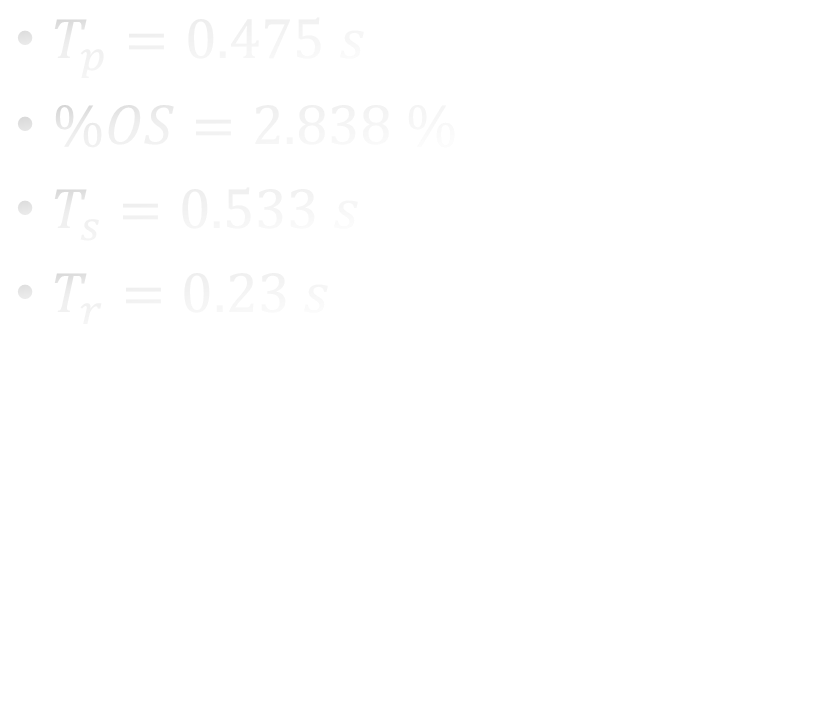 • Tₚ = 0.475 s
• %OS = 2.838 %
• Tₛ = 0.533 s
• Tᵣ = 0.23 s